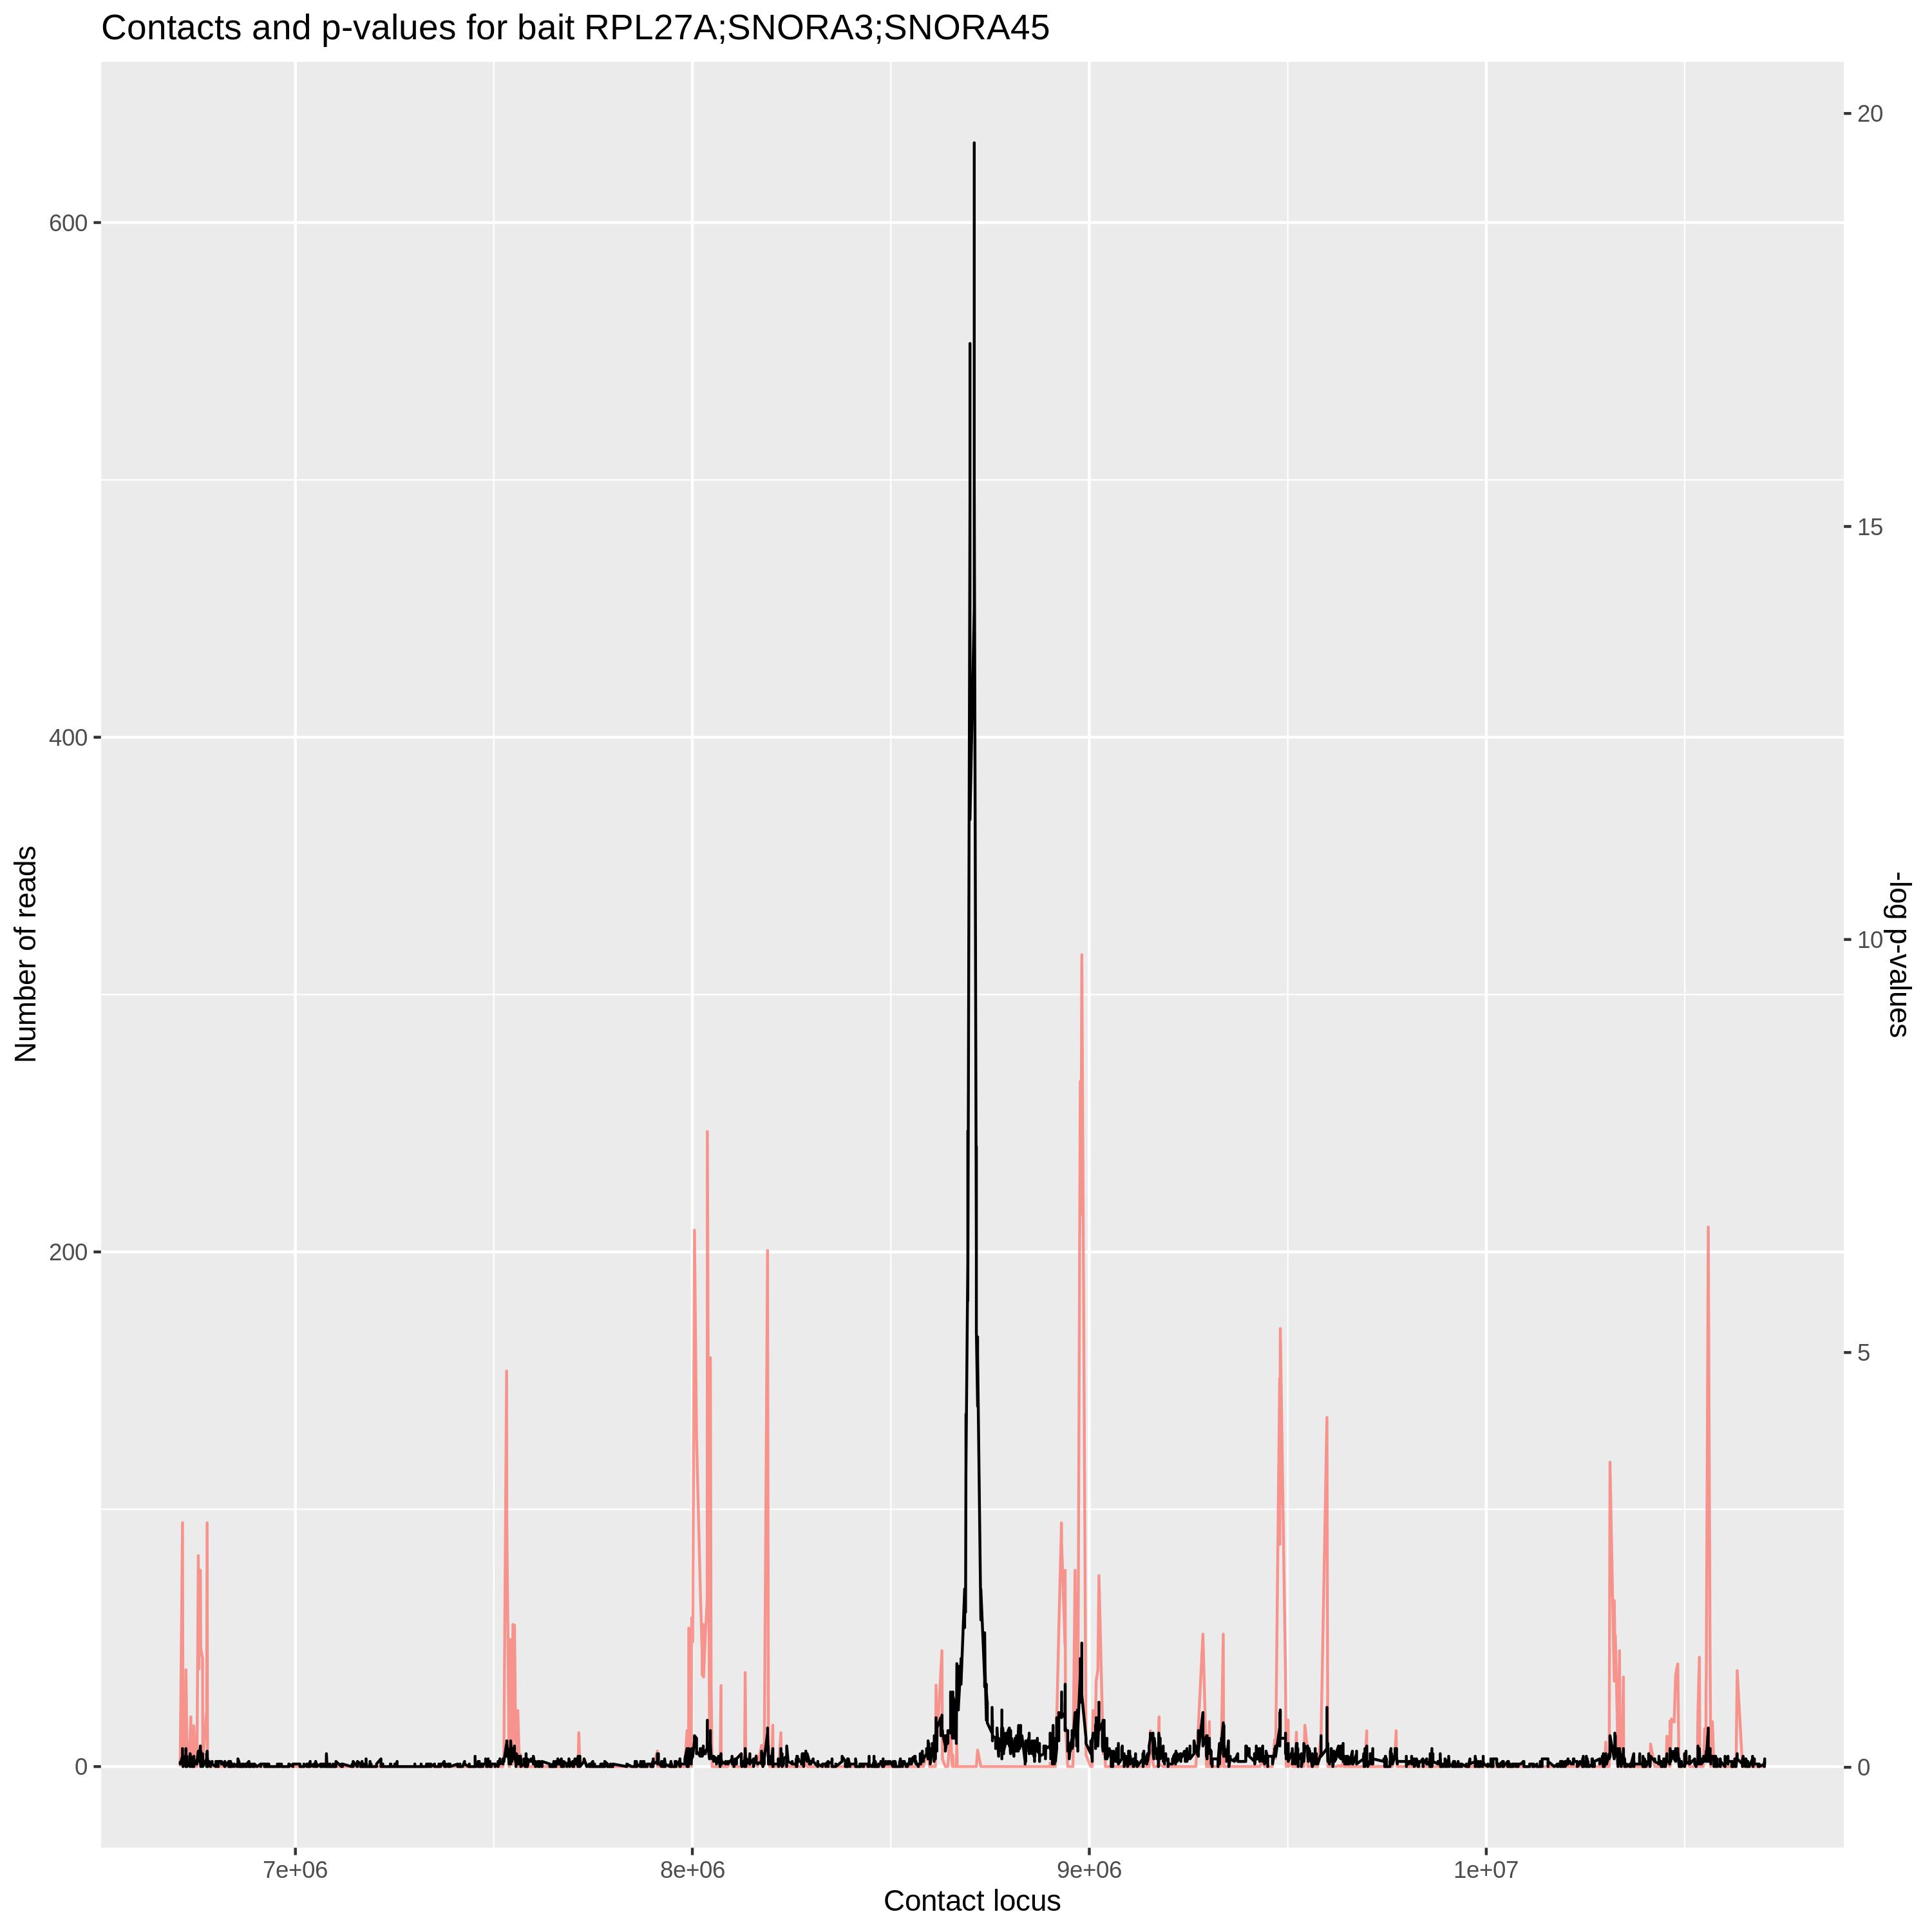 Contacts and p-values for bait RPL27A;SNORA3;SNORA45
Number of reads
600
400
200
0
20
15
10
5
0
-log p-values
7e+06
8e+06
9e+06
1e+07
Contact locus